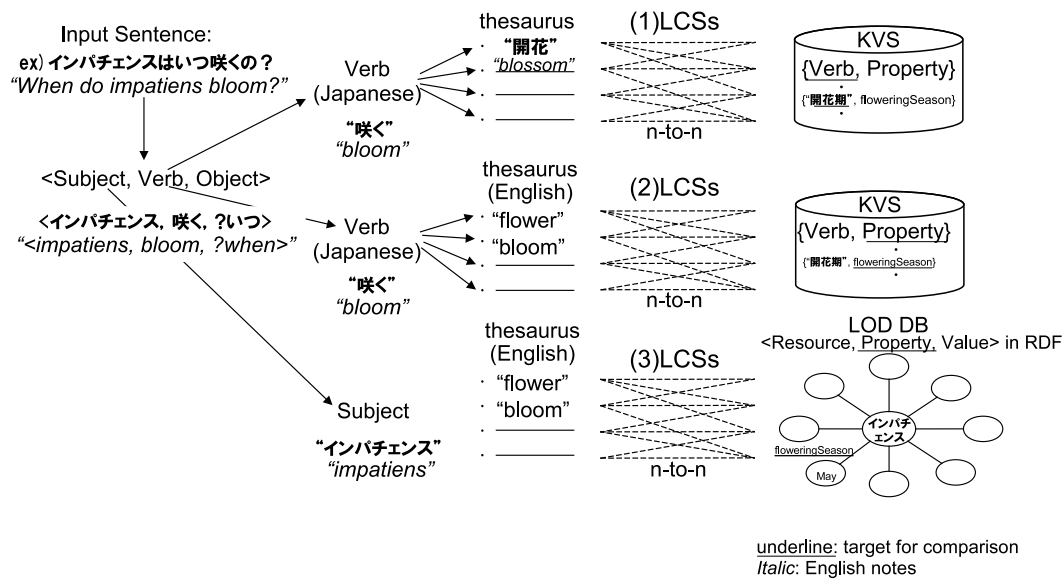 Input Sentence:
ex) インパチェンスはいつ咲くの？
“When do impatiens bloom?”
<Subject, Verb, Object>
<インパチェンス, 咲く, ?いつ>
“<impatiens, bloom, ?when>”
Verb
(Japanese)
“咲く”
“bloom”
thesaurus
“開花”
“blossom”
(1)LCSs
n-to-n
KVS
{Verb, Property}
{“開花期”, floweringSeason}
Verb
(Japanese)
“咲く”
“bloom”
thesaurus
(English)
“flower”
“bloom”
(2)LCSs
n-to-n
KVS
{Verb, Property}
{“開花期”, floweringSeason}
Subject
“インパチェンス”
“impatiens”
thesaurus
(English)
“flower”
“bloom”
(3)LCSs
n-to-n
LOD DB
<Resource, Property, Value> in RDF
インパチ
ェンス
floweringSeason
May
underline: target for comparison
Italic: English notes